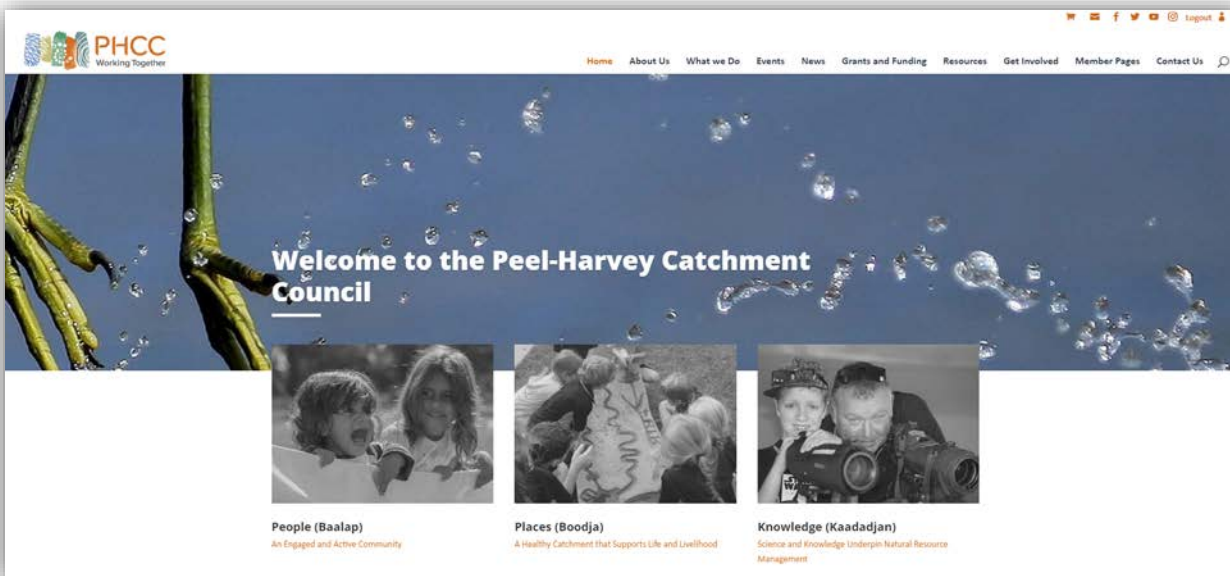 Logout
PHCC
Working Together
Home About Us What we Do Events News Grants and Funding Resources Get Involved Member Pages Contact Us
Welcome to the Peel-Harvey Catchment
Council
People (Baalap)
An Engaged and Active Community
Places (Boodja)
A Healthy Catchment that Supports Life and Livelihood
Knowledge (Kaadadjan)
Science and Knowledge Underpin Natural Resource
Management